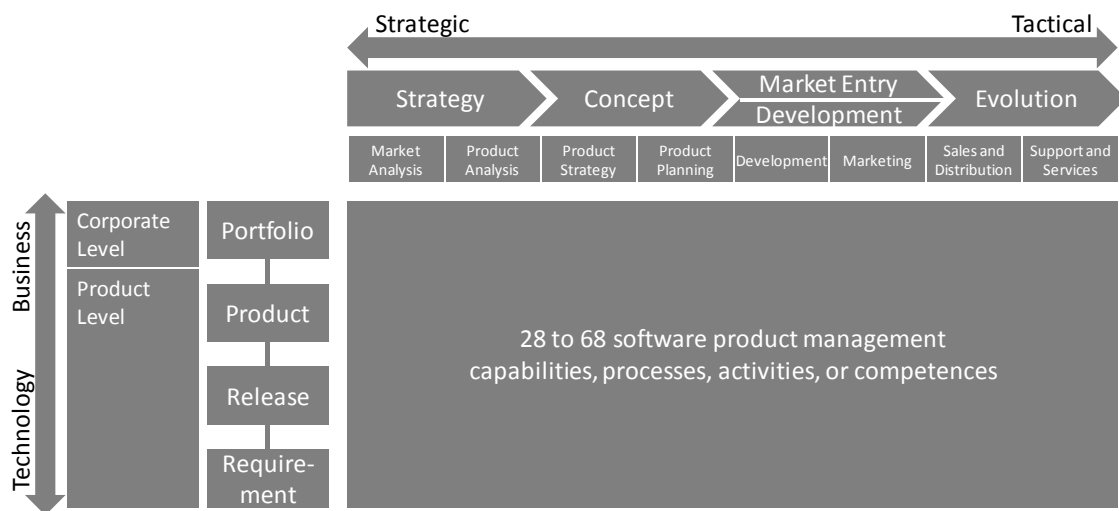 Strategic
Tactical
Strategy
Concept
Market Entry
Development
Evolution
Market
Analysis
Product
Analysis
Product
Strategy
Product
Planning
Development
Marketing
Sales and
Distribution
Support and
Services
Business
Technology
Corporate
Level
Product
Level
Portfolio
Product
Release
Require-
ment
28 to 68 software product management
capabilities, processes, activities, or competences